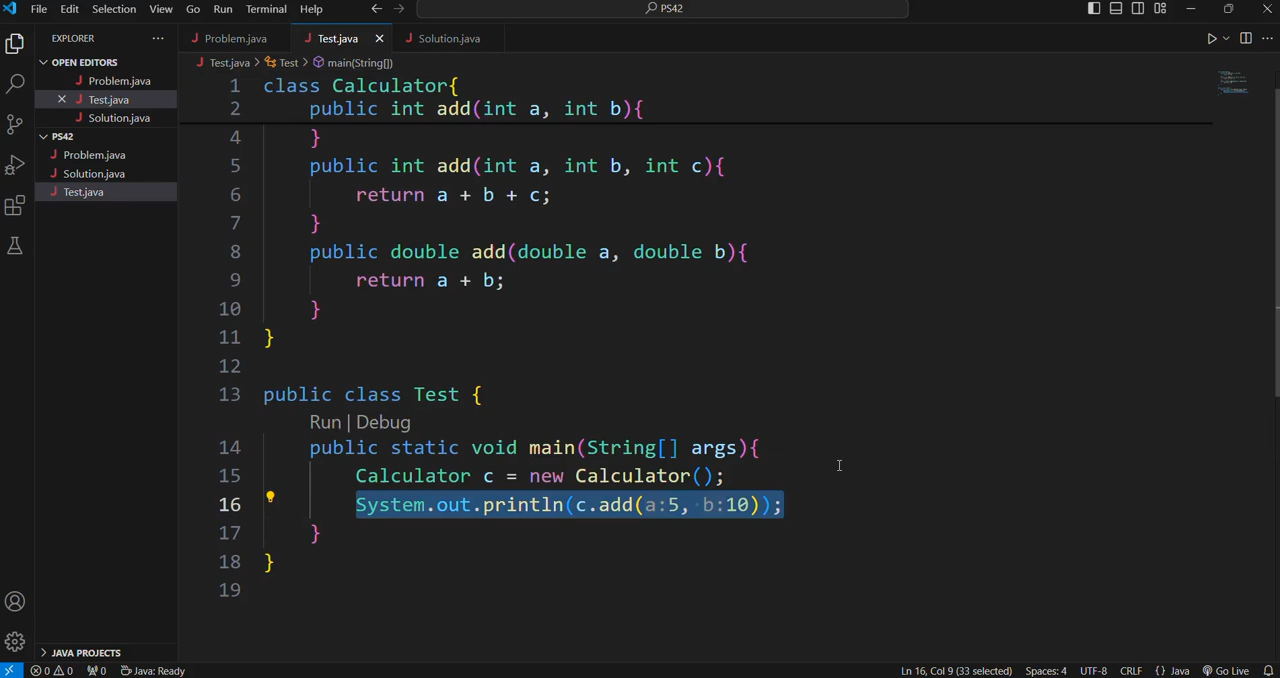 File Edit Selection View Go Run Terminal Help
PS42
EXPLORER
OPEN EDITORS
Problem.java
Test.java
Solution.java
PS42
Problem.java
Solution.java
Test.java
JAVA PROJECTS
Problem.java Test.java Solution.java
Test.java > Test > main(String[])
1 class Calculator{
2 public int add(int a, int b){
4 }
5 public int add(int a, int b, int c){
6 return a + b + c;
7 }
8 public double add(double a, double b){
9 return a + b;
10 }
11 }
12
13 public class Test {
Run | Debug
14 public static void main(String[] args){
15 Calculator c = new Calculator();
16 System.out.println(c.add(a:5, b:10));
17 }
18 }
19
0 0 0 Java: Ready Ln 16, Col 9 (33 selected) Spaces: 4 UTF-8 CRLF {} Java Go Live